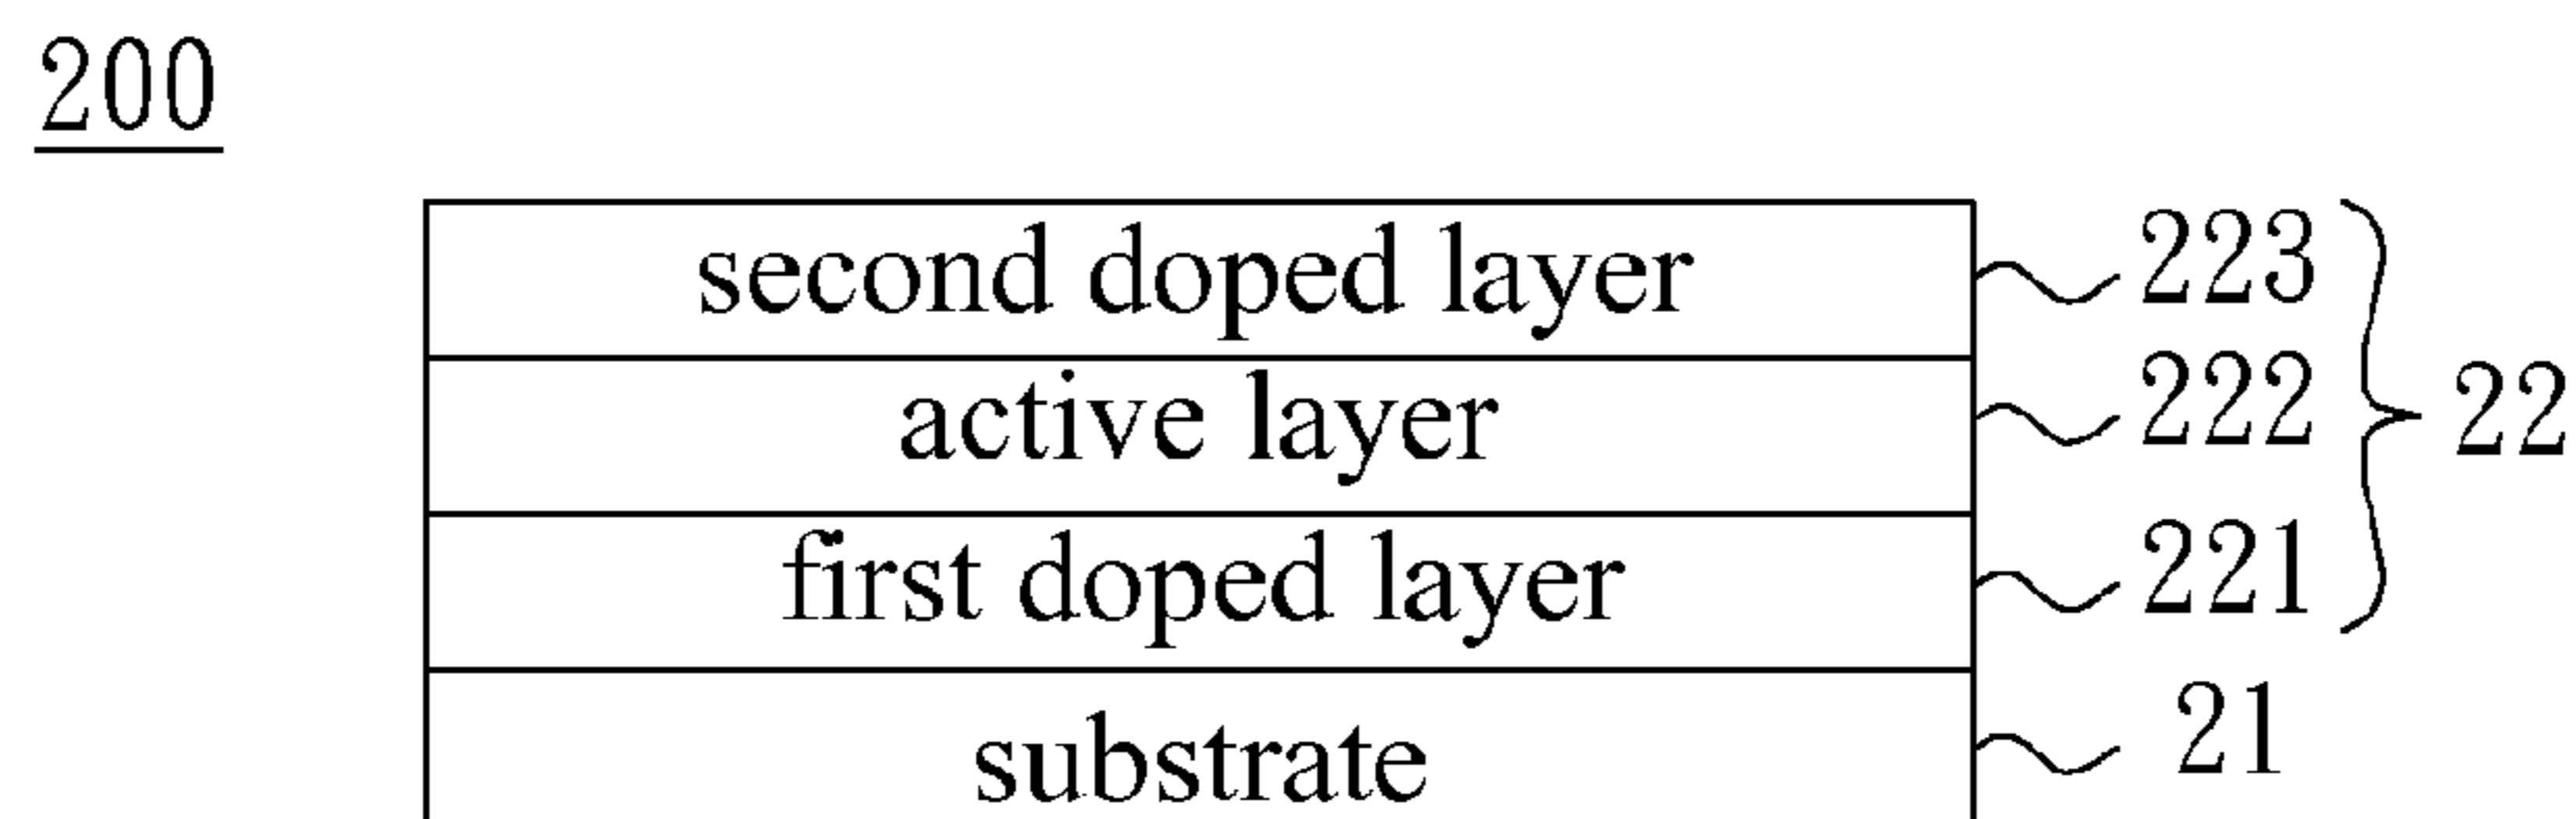 200
second doped layer 223
active layer 222
22
first doped layer 221
substrate 21